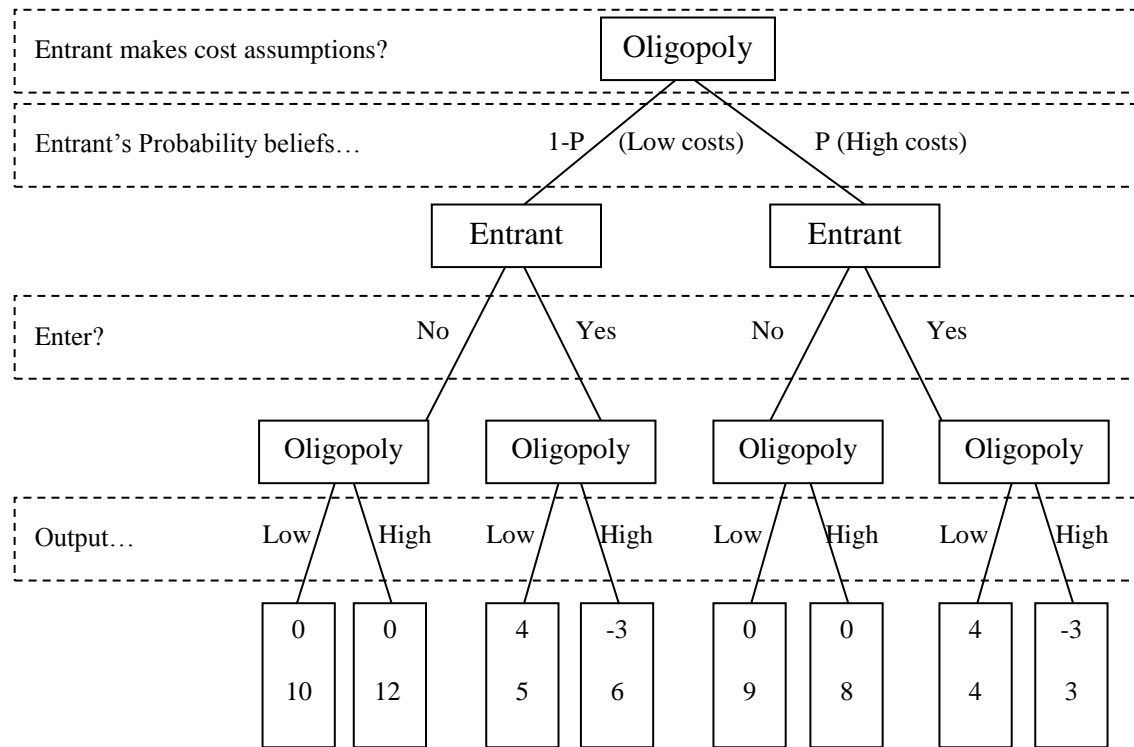 Entrant makes cost assumptions? Oligopoly
Entrant's Probability beliefs… 1-P (Low costs) P (High costs)
Entrant Entrant
Enter? No Yes No Yes
Oligopoly Oligopoly Oligopoly Oligopoly
Output… Low High Low High Low High Low High
0 0 4 -3 0 0 4 -3
10 12 5 6 9 8 4 3